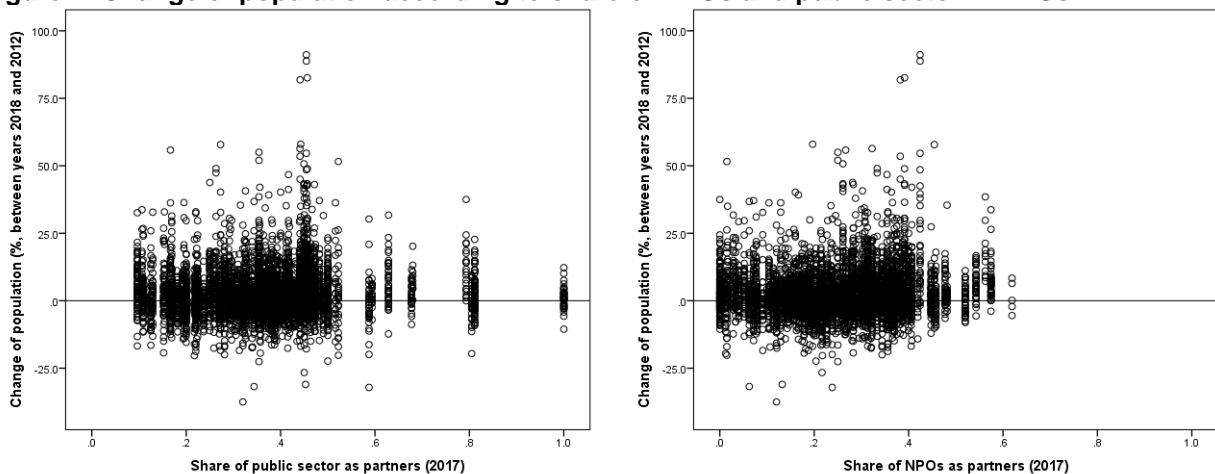 Change of population (%, between years 2018 and 2012)
100.0
75.0
50.0
25.0
.0
-25.0
.0 .2 .4 .6 .8 1.0
Share of public sector as partners (2017)
Change of population (%, between years 2018 and 2012)
100.0
75.0
50.0
25.0
.0
-25.0
.0 .2 .4 .6 .8 1.0
Share of NPOs as partners (2017)